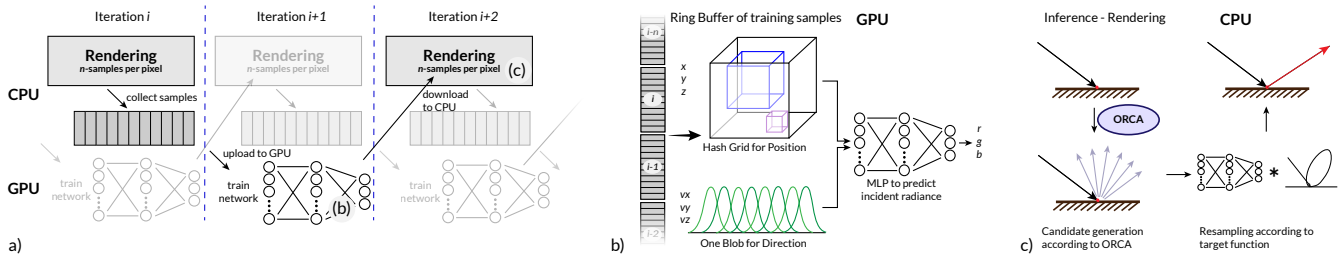 Iteration i
Iteration i+1
Iteration i+2
Rendering
n-samples per pixel
Rendering
n-samples per pixel
Rendering
n-samples per pixel
(c)
CPU
collect samples
download
to CPU
upload to GPU
GPU
train
network
train
network
(b)
train
network
a)
Ring Buffer of training samples
GPU
i-n
i
i-1
i-2
x
y
z
Hash Grid for Position
vx
vy
vz
One Blob for Direction
r
g
b
MLP to predict
incident radiance
b)
Inference - Rendering
CPU
ORCA
*
Candidate generation
according to ORCA
Resampling according to
target function
c)